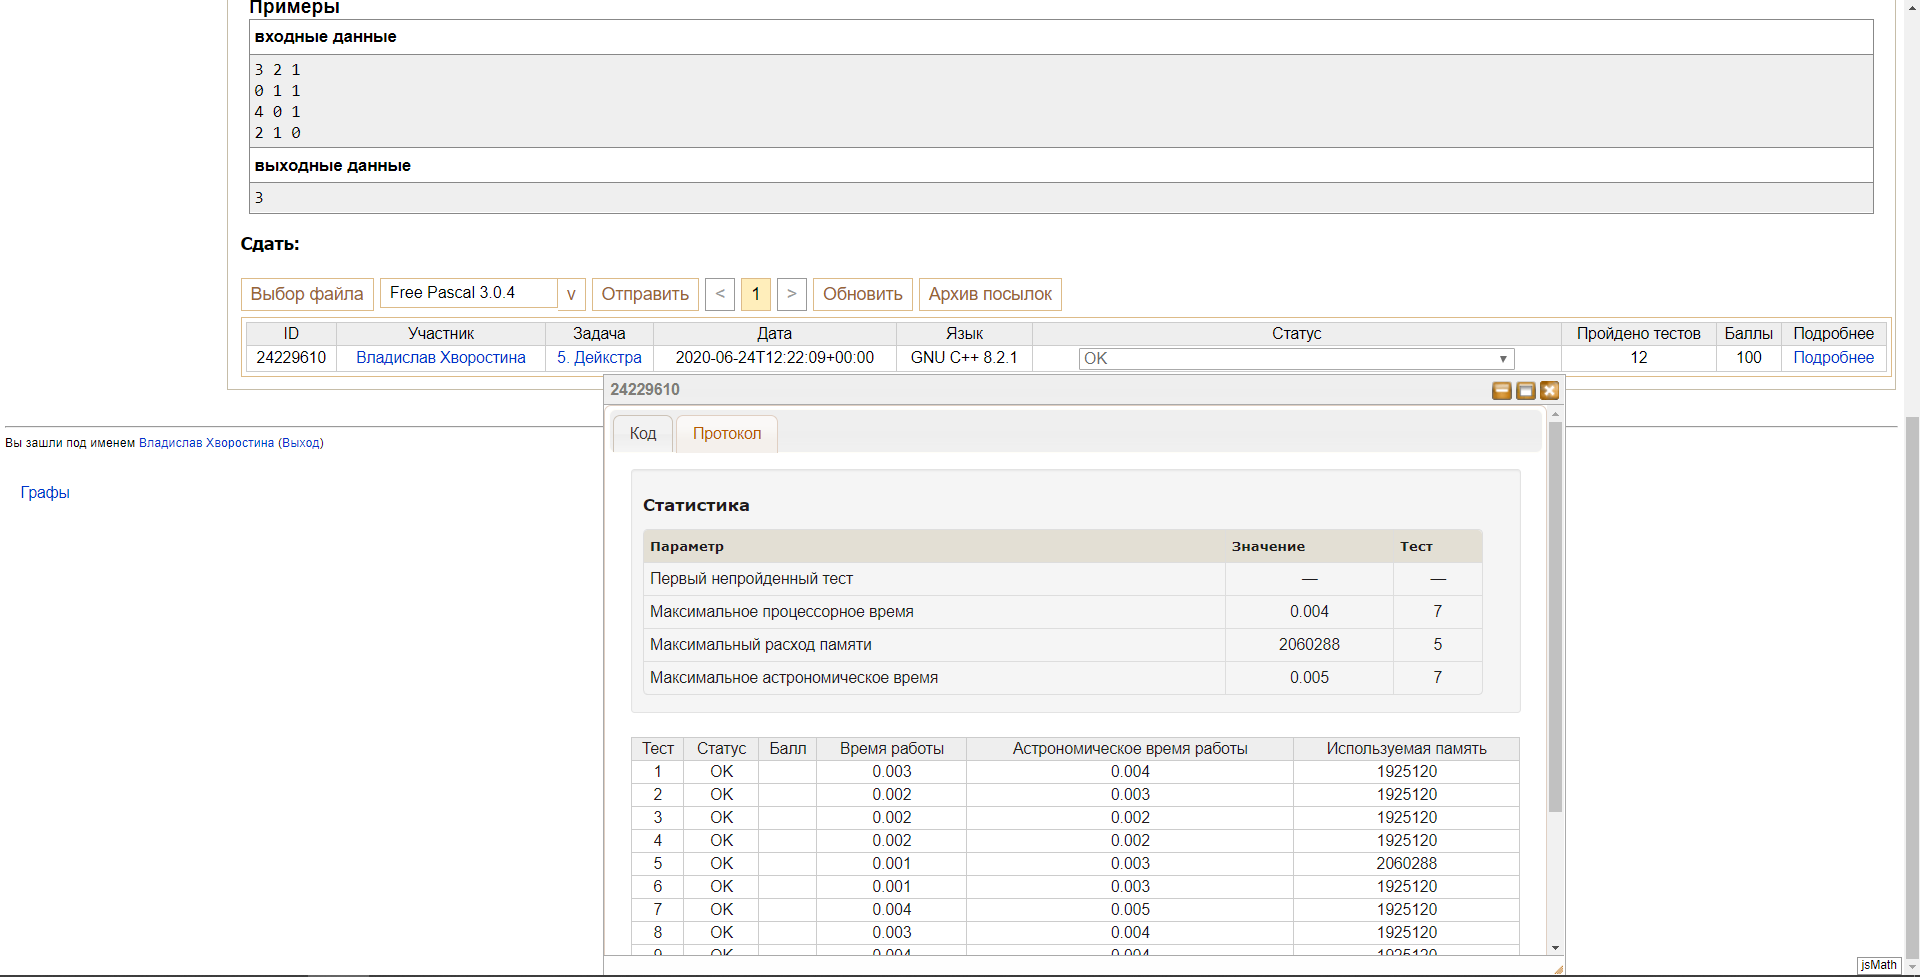 Примеры
входные данные
3 2 1
0 1 1
4 0 1
2 1 0
выходные данные
3
Сдать:
Выбор файла Free Pascal 3.0.4 v Отправить < 1 > Обновить Архив посылок
ID Участник Задача Дата Язык Статус Пройдено тестов Баллы Подробнее
24229610 Владислав Хворостина 5. Дейкстра 2020-06-24T12:22:09+00:00 GNU C++ 8.2.1 OK 12 100 Подробнее
24229610
Код Протокол
Вы зашли под именем Владислав Хворостина (Выход)
Графы
Статистика
Параметр Значение Тест
Первый непройденный тест — —
Максимальное процессорное время 0.004 7
Максимальный расход памяти 2060288 5
Максимальное астрономическое время 0.005 7
Тест Статус Балл Время работы Астрономическое время работы Используемая память
1 OK 0.003 0.004 1925120
2 OK 0.002 0.003 1925120
3 OK 0.002 0.002 1925120
4 OK 0.002 0.002 1925120
5 OK 0.001 0.003 2060288
6 OK 0.001 0.003 1925120
7 OK 0.004 0.005 1925120
8 OK 0.003 0.004 1925120
9 OK 0.004 0.004 1925120
jsMath